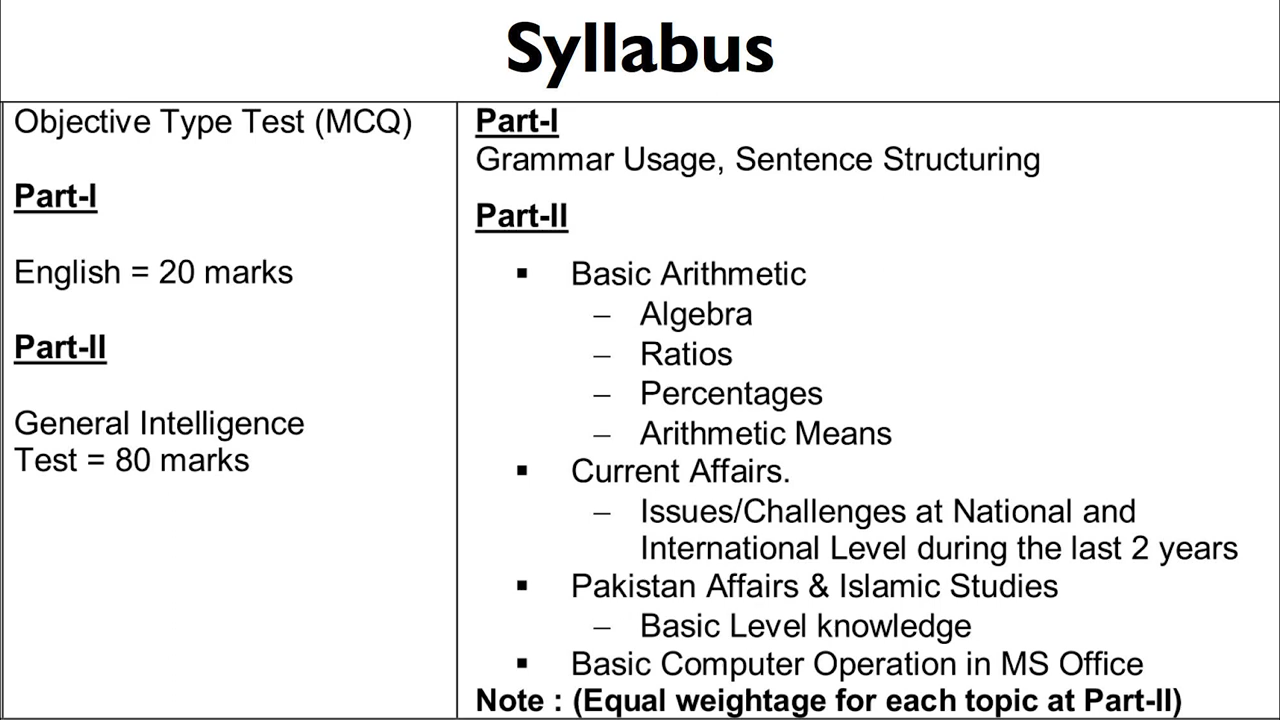 Syllabus
Objective Type Test (MCQ)
Part-I
English = 20 marks
Part-II
General Intelligence
Test = 80 marks
Part-I
Grammar Usage, Sentence Structuring
Part-II
▪ Basic Arithmetic
– Algebra
– Ratios
– Percentages
– Arithmetic Means
▪ Current Affairs.
– Issues/Challenges at National and
International Level during the last 2 years
▪ Pakistan Affairs & Islamic Studies
– Basic Level knowledge
▪ Basic Computer Operation in MS Office
Note : (Equal weightage for each topic at Part-II)